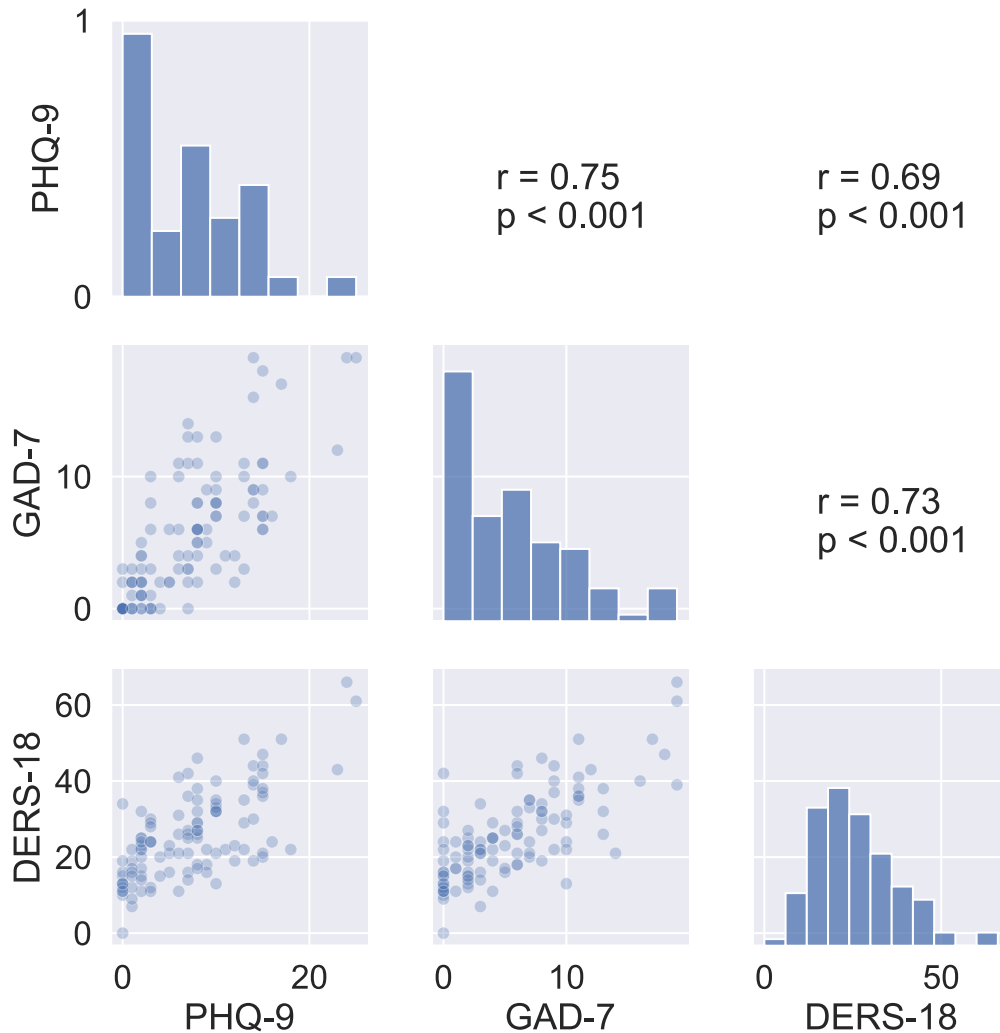 1
PHQ-9
0
r = 0.75
p < 0.001
r = 0.69
p < 0.001
GAD-7
10
0
r = 0.73
p < 0.001
DERS-18
60
40
20
0
0 20
0 10
0 50
PHQ-9
GAD-7
DERS-18